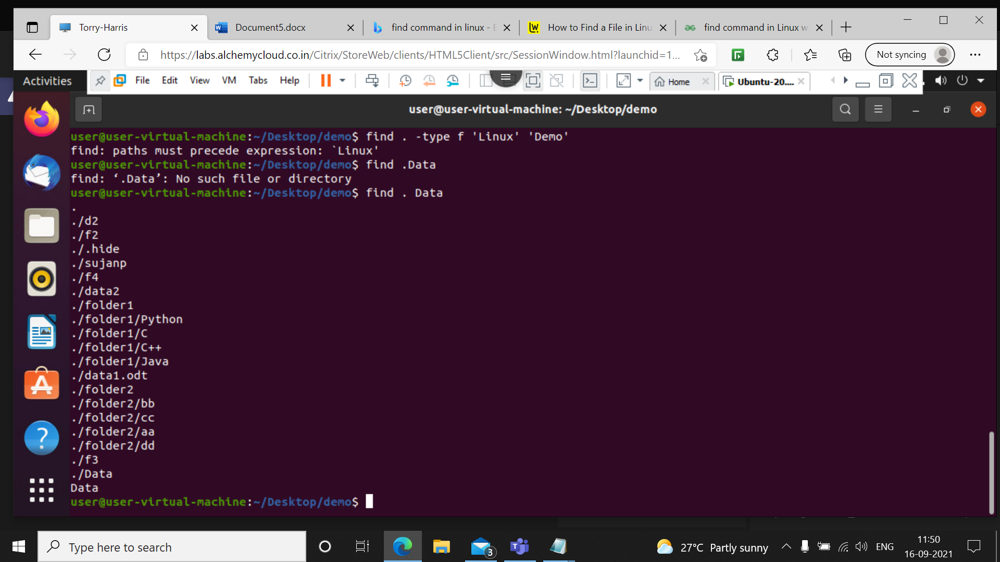 Torry-Harris
Document5.docx
find command in linux - 
How to Find a File in Linu
find command in Linux w
https://labs.alchemycloud.co.in/Citrix/StoreWeb/clients/HTML5Client/src/SessionWindow.html?launchid=1...
Not syncing
Activities
File Edit View VM Tabs Help
Home
Ubuntu-20....
user@user-virtual-machine: ~/Desktop/demo
user@user-virtual-machine:~/Desktop/demo$ find . -type f 'Linux' 'Demo'
find: paths must precede expression: `Linux'
user@user-virtual-machine:~/Desktop/demo$ find .Data
find: ‘.Data’: No such file or directory
user@user-virtual-machine:~/Desktop/demo$ find . Data
.
./d2
./f2
./.hide
./sujanp
./f4
./data2
./folder1
./folder1/Python
./folder1/C
./folder1/C++
./folder1/Java
./data1.odt
./folder2
./folder2/bb
./folder2/cc
./folder2/aa
./folder2/dd
./f3
./Data
Data
user@user-virtual-machine:~/Desktop/demo$
Type here to search
3
27°C Partly sunny
ENG
11:50
16-09-2021